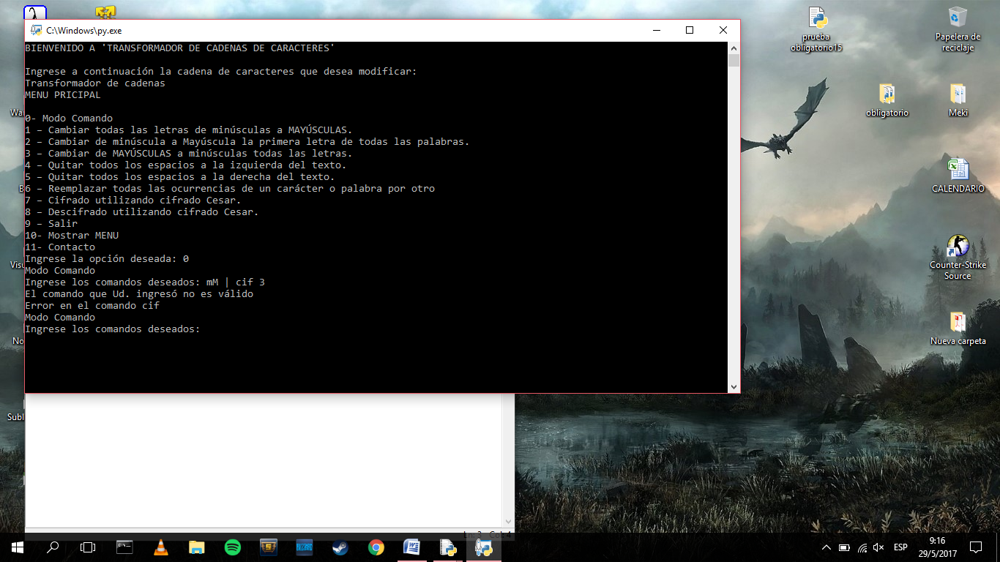 C:\Windows\py.exe
BIENVENIDO A 'TRANSFORMADOR DE CADENAS DE CARACTERES'
Ingrese a continuación la cadena de caracteres que desea modificar:
Transformador de cadenas
MENU PRICIPAL
0- Modo Comando
1 – Cambiar todas las letras de minúsculas a MAYÚSCULAS.
2 – Cambiar de minúscula a Mayúscula la primera letra de todas las palabras.
3 – Cambiar de MAYÚSCULAS a minúsculas todas las letras.
4 – Quitar todos los espacios a la izquierda del texto.
5 – Quitar todos los espacios a la derecha del texto.
6 – Reemplazar todas las ocurrencias de un carácter o palabra por otro
7 – Cifrado utilizando cifrado Cesar.
8 – Descifrado utilizando cifrado Cesar.
9 – Salir
10- Mostrar MENU
11- Contacto
Ingrese la opción deseada: 0
Modo Comando
Ingrese los comandos deseados: mM | cif 3
El comando que Ud. ingresó no es válido
Error en el comando cif
Modo Comando
Ingrese los comandos deseados:
prueba
obligatorio15
Papelera de
reciclaje
obligatorio
Meki
CALENDARIO
Counter-Strike
Source
Nueva carpeta
Ln: 3 Col: 4
ESP
9:16
29/5/2017